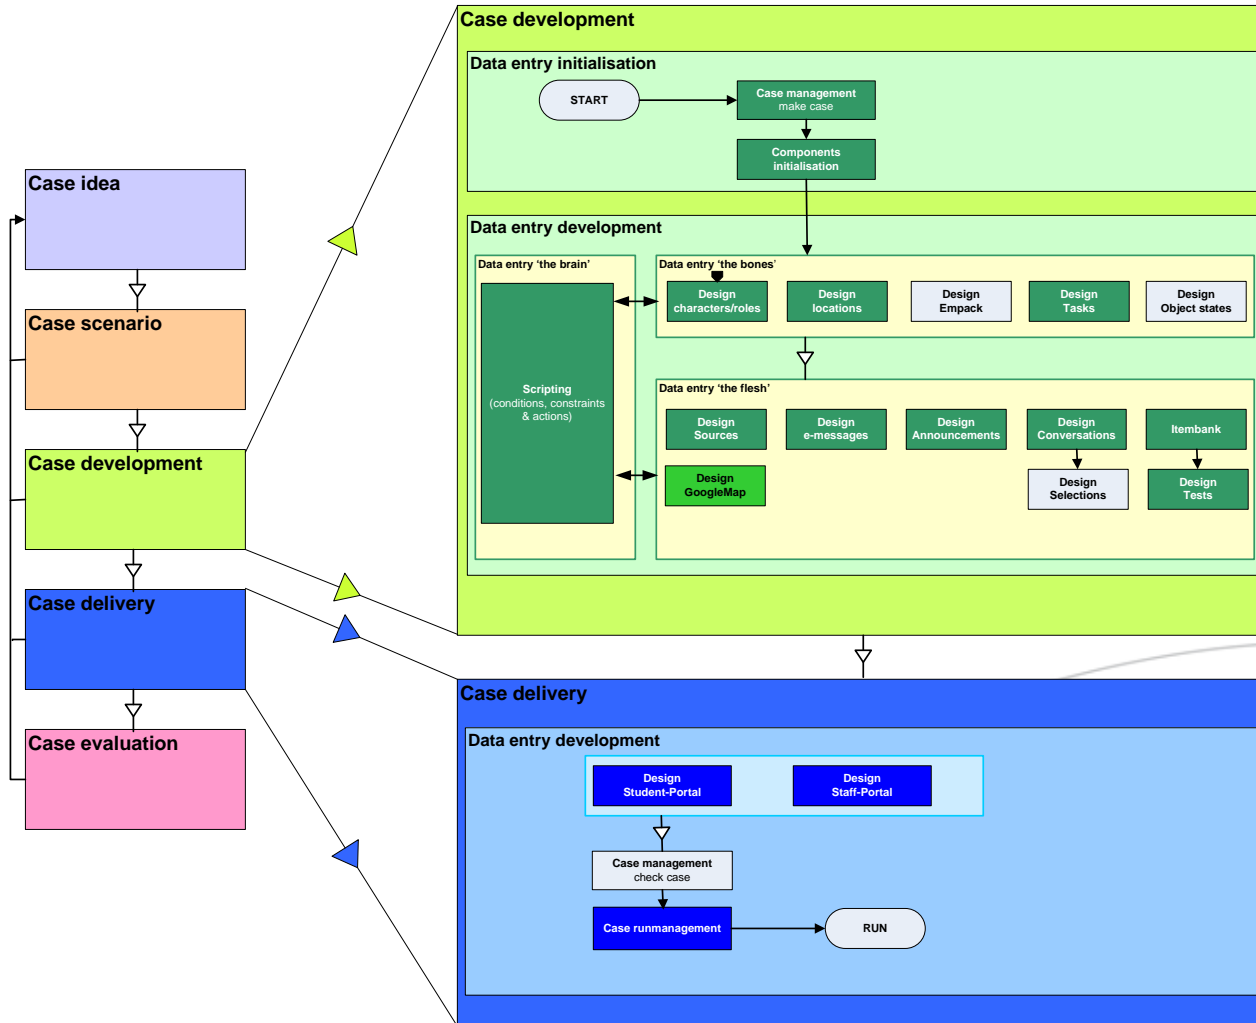 Case idea
Case scenario
Case development
Case delivery
Case evaluation
Case development
Data entry initialisation
START
Case management
make case
Components
initialisation
Data entry development
Data entry ‘the brain’
Scripting
(conditions, constraints
& actions)
Data entry ‘the bones’
Design
characters/roles
Design
locations
Design
Empack
Design
Tasks
Design
Object states
Data entry ‘the flesh’
Design
Sources
Design
e-messages
Design
Announcements
Design
Conversations
Itembank
Design
GoogleMap
Design
Selections
Design
Tests
Case delivery
Data entry development
Design
Student-Portal
Design
Staff-Portal
Case management
check case
Case runmanagement
RUN